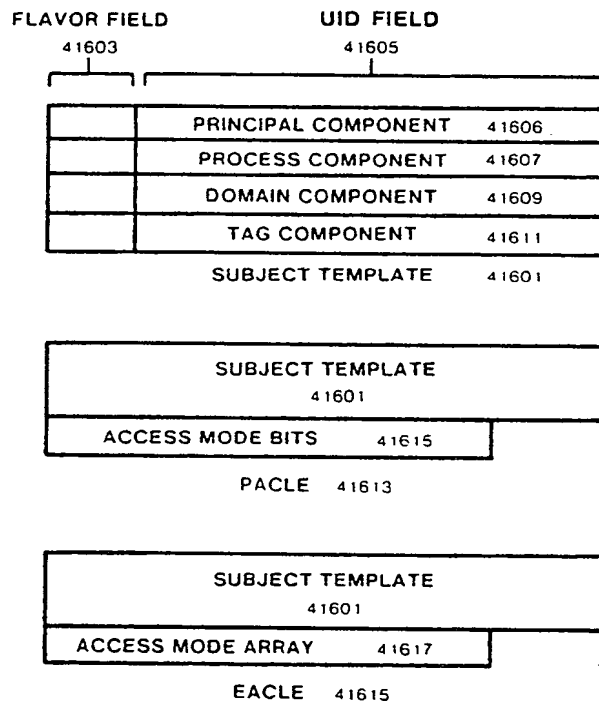 FLAVOR FIELD UID FIELD
41603 41605
PRINCIPAL COMPONENT 41606
PROCESS COMPONENT 41607
DOMAIN COMPONENT 41609
TAG COMPONENT 41611
SUBJECT TEMPLATE 41601
SUBJECT TEMPLATE
41601
ACCESS MODE BITS 41615
PACLE 41613
SUBJECT TEMPLATE
41601
ACCESS MODE ARRAY 41617
EACLE 41615